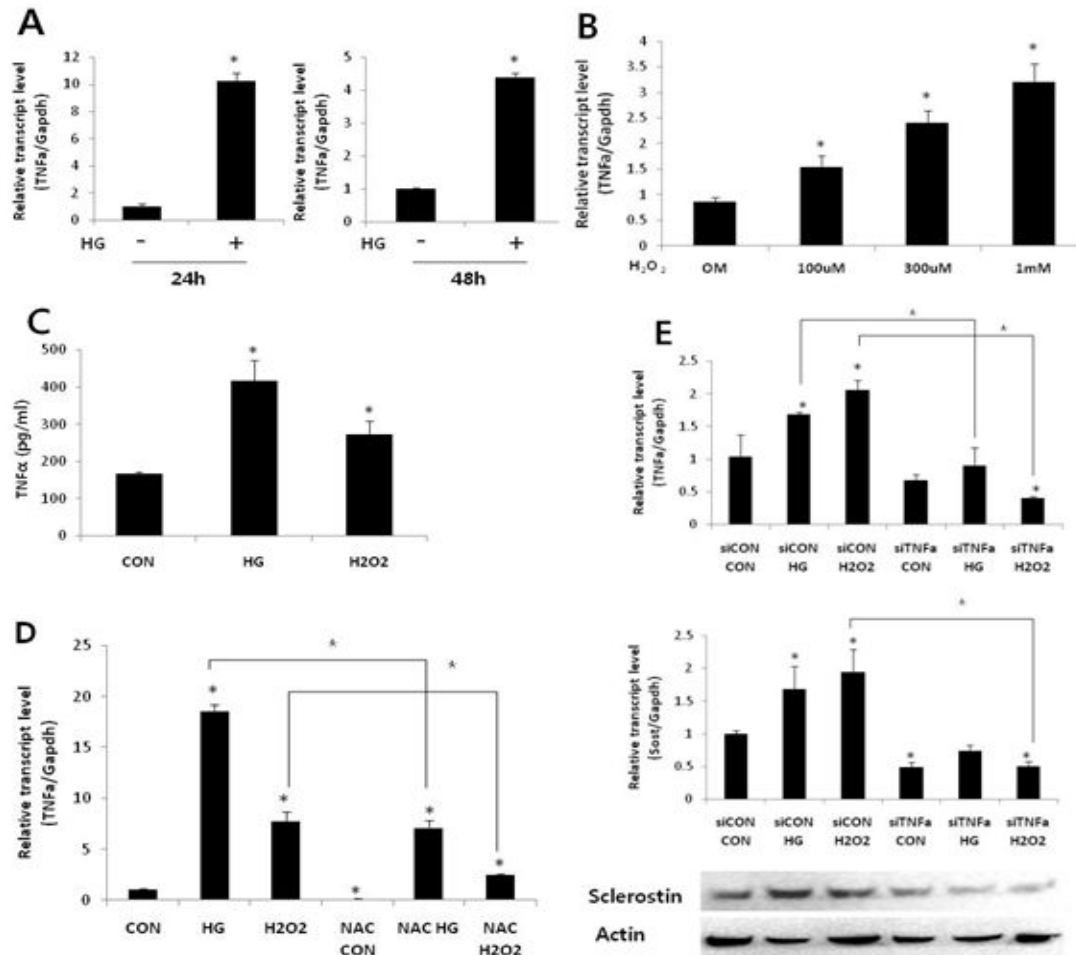 A
Relative transcript level
(TNFa/Gapdh)
12
10
8
6
4
2
0
*
HG
-
+
24h
Relative transcript level
(TNFa/Gapdh)
5
4
3
2
1
0
*
HG
-
+
48h
B
Relative transcript level
(TNFa/Gapdh)
4
3.5
3
2.5
2
1.5
1
0.5
0
*
*
*
H₂O₂
OM
100uM
300uM
1mM
C
TNFα (pg/ml)
500
400
300
200
100
0
*
*
CON
HG
H2O2
D
Relative transcript level
(TNFa/Gapdh)
25
20
15
10
5
0
*
*
*
*
*
*
*
CON
HG
H2O2
NAC
CON
NAC HG
NAC
H2O2
E
Relative transcript level
(TNFa/Gapdh)
2.5
2
1.5
1
0.5
0
*
*
*
*
*
siCON
CON
siCON
HG
siCON
H2O2
siTNFa
CON
siTNFa
HG
siTNFa
H2O2
Relative transcript level
(Sost/Gapdh)
2.5
2
1.5
1
0.5
0
*
*
*
*
*
siCON
CON
siCON
HG
siCON
H2O2
siTNFa
CON
siTNFa
HG
siTNFa
H2O2
Sclerostin
Actin